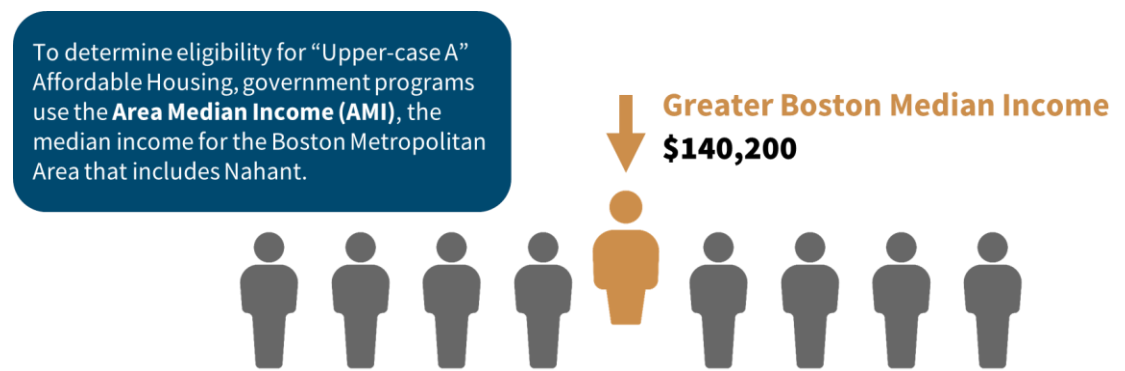 To determine eligibility for “Upper-case A”
Affordable Housing, government programs
use the Area Median Income (AMI), the
median income for the Boston Metropolitan
Area that includes Nahant.
Greater Boston Median Income
$140,200